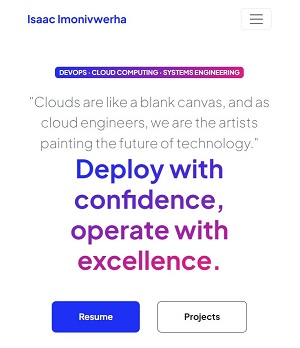 Isaac Imonivwerha
DEVOPS · CLOUD COMPUTING · SYSTEMS ENGINEERING
"Clouds are like a blank canvas, and as
cloud engineers, we are the artists
painting the future of technology."
Deploy with
confidence,
operate with
excellence.
Resume
Projects